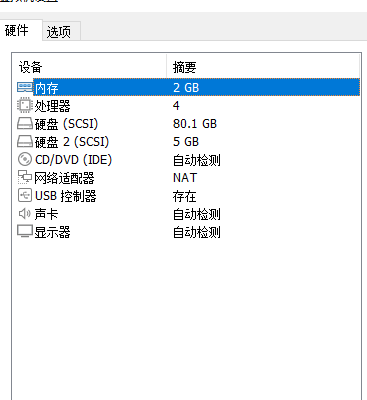 硬件 选项
设备 摘要
内存 2 GB
处理器 4
硬盘 (SCSI) 80.1 GB
硬盘 2 (SCSI) 5 GB
CD/DVD (IDE) 自动检测
网络适配器 NAT
USB 控制器 存在
声卡 自动检测
显示器 自动检测